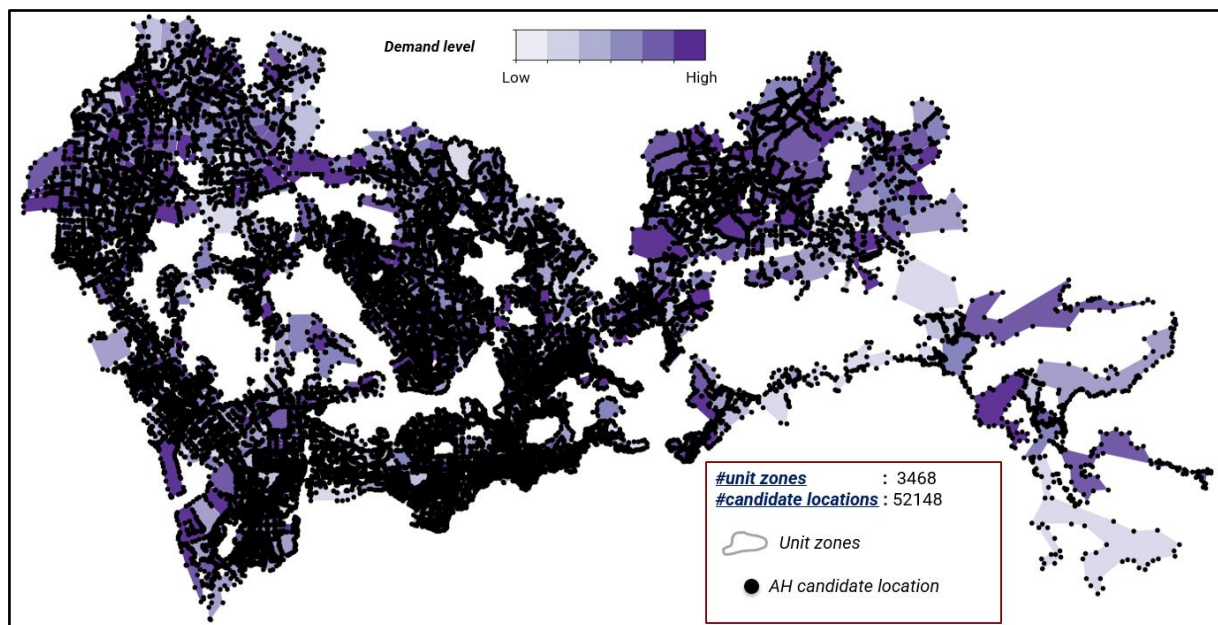 Demand level
Low High
#unit zones : 3468
#candidate locations : 52148
Unit zones
AH candidate location